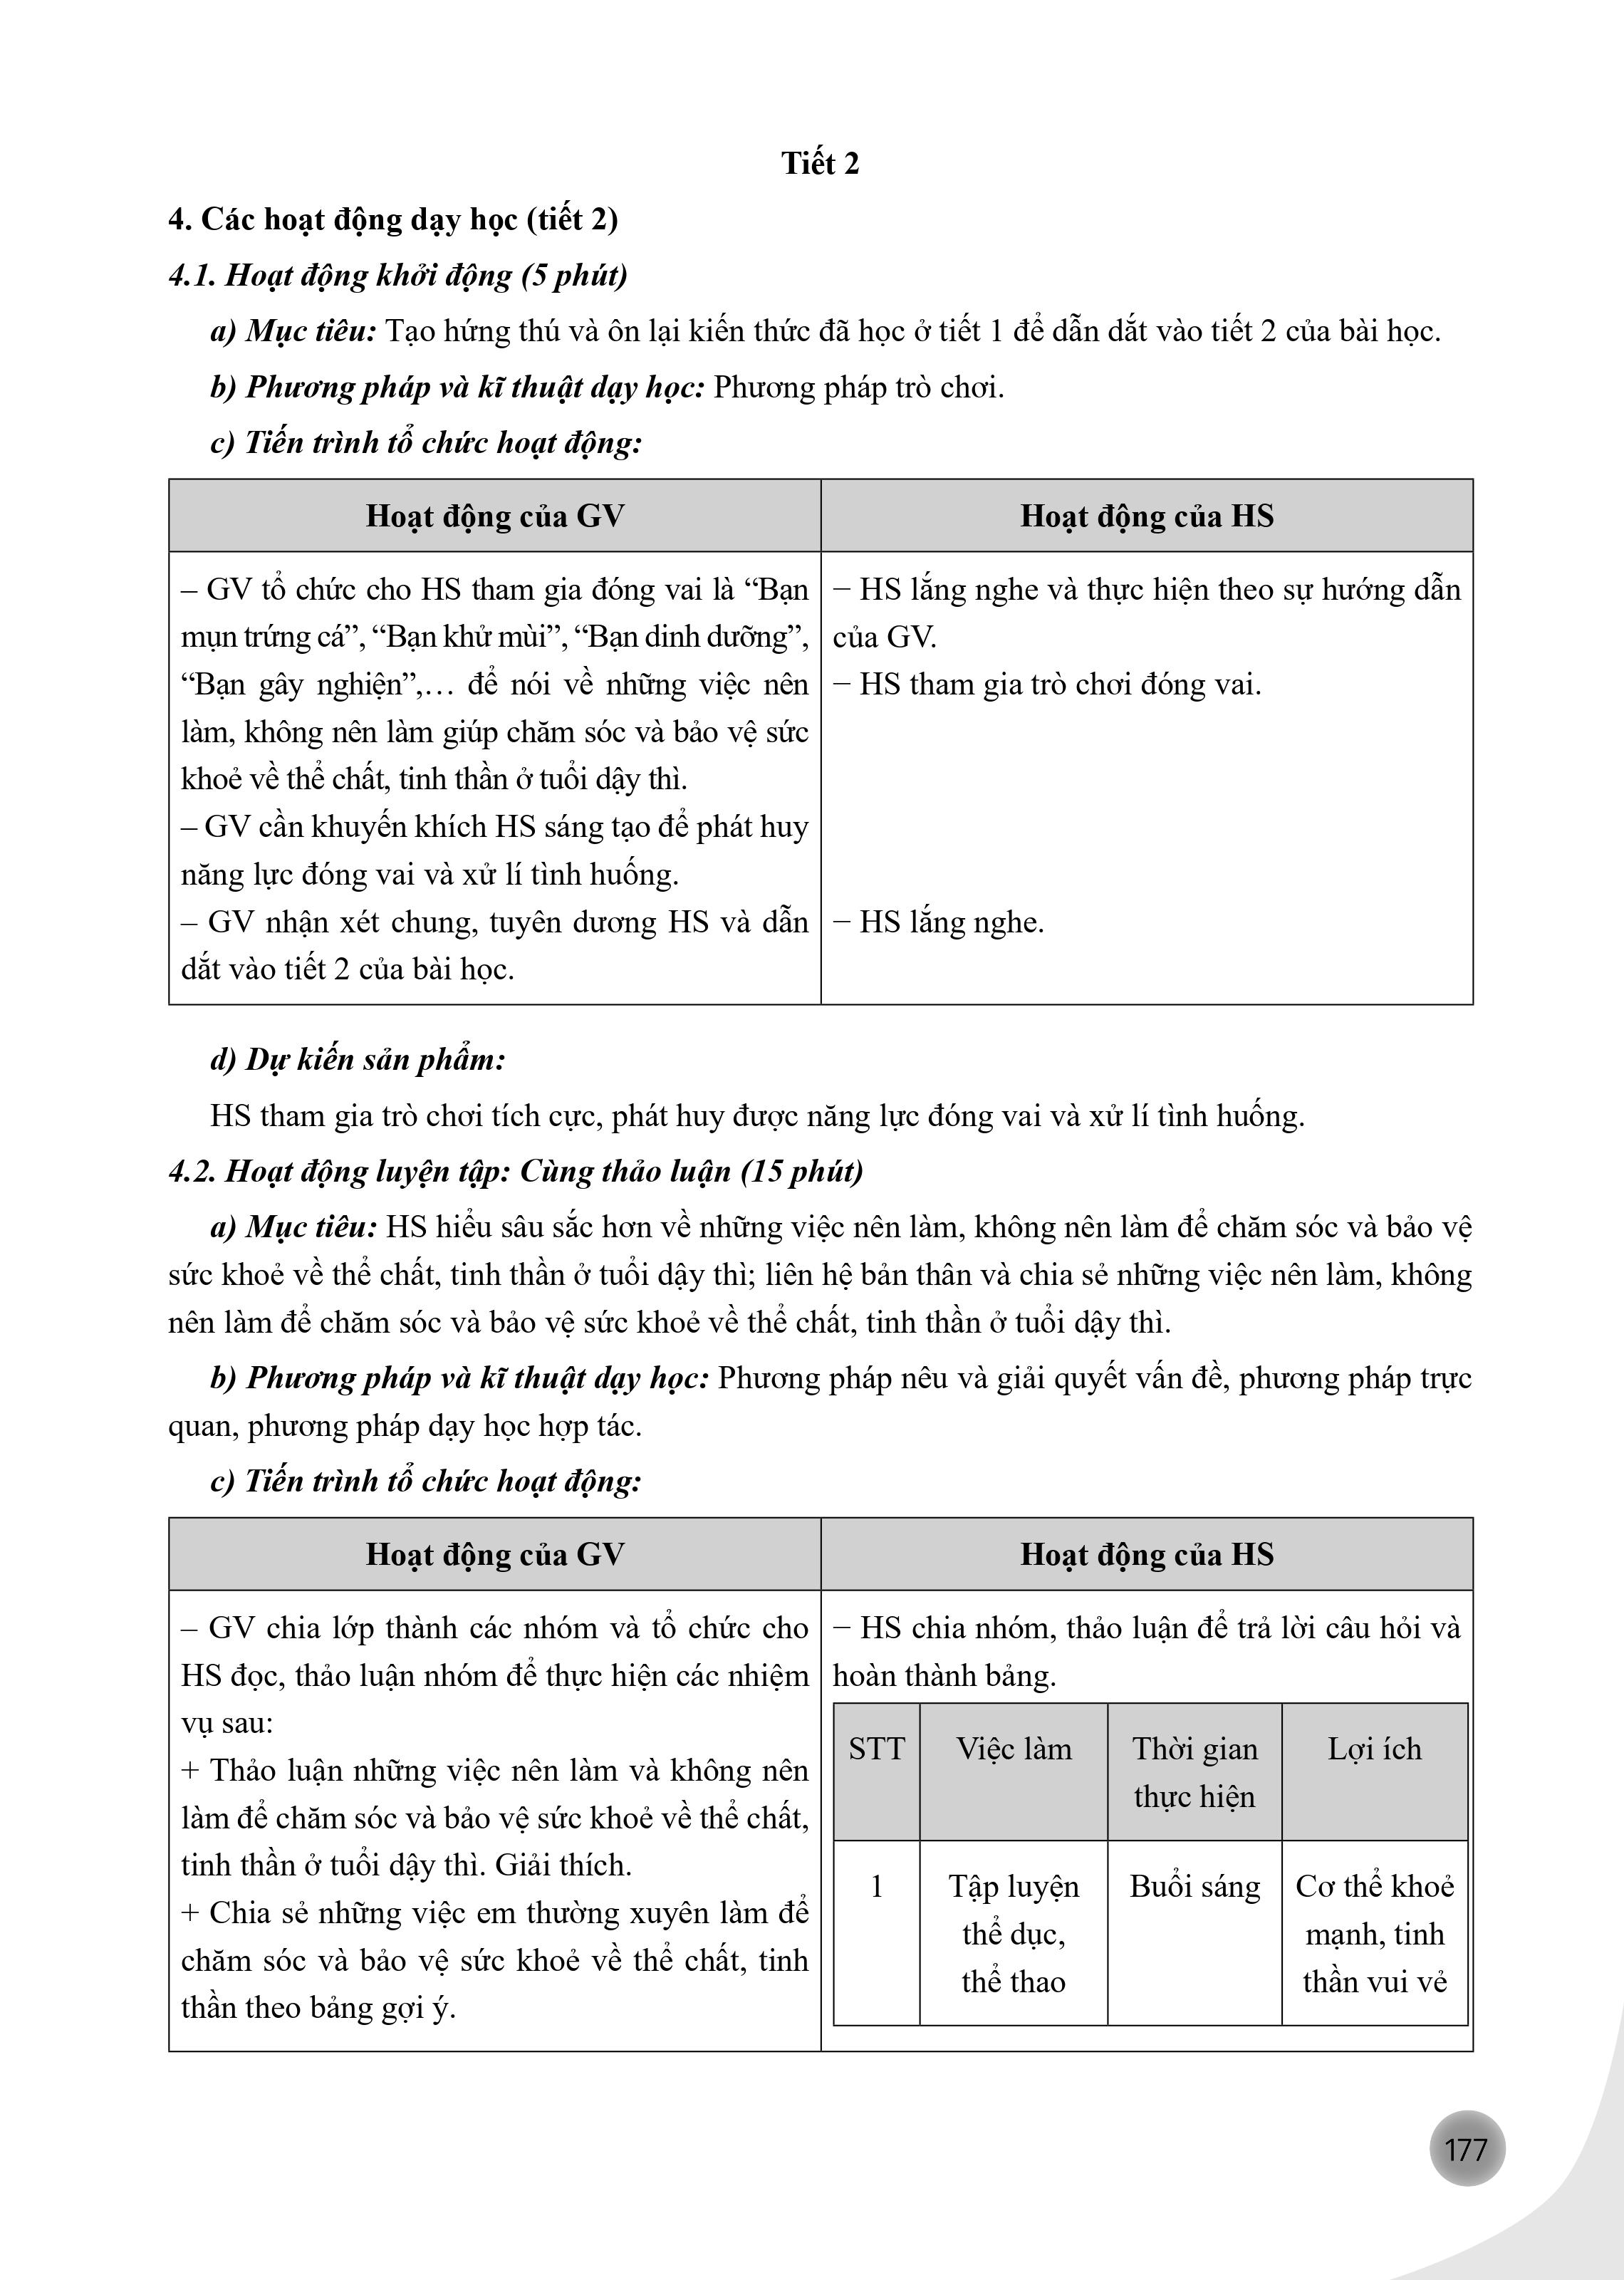 Tiết 2
4. Các hoạt động dạy học (tiết 2)
4.1. Hoạt động khởi động (5 phút)
a) Mục tiêu: Tạo hứng thú và ôn lại kiến thức đã học ở tiết 1 để dẫn dắt vào tiết 2 của bài học.
b) Phương pháp và kĩ thuật dạy học: Phương pháp trò chơi.
c) Tiến trình tổ chức hoạt động:
Hoạt động của GV
Hoạt động của HS
– GV tổ chức cho HS tham gia đóng vai là “Bạn
mụn trứng cá”, “Bạn khử mùi”, “Bạn dinh dưỡng”,
“Bạn gây nghiện”,… để nói về những việc nên
làm, không nên làm giúp chăm sóc và bảo vệ sức
khoẻ về thể chất, tinh thần ở tuổi dậy thì.
– GV cần khuyến khích HS sáng tạo để phát huy
năng lực đóng vai và xử lí tình huống.
– GV nhận xét chung, tuyên dương HS và dẫn
dắt vào tiết 2 của bài học.
− HS lắng nghe và thực hiện theo sự hướng dẫn
của GV.
− HS tham gia trò chơi đóng vai.
− HS lắng nghe.
d) Dự kiến sản phẩm:
HS tham gia trò chơi tích cực, phát huy được năng lực đóng vai và xử lí tình huống.
4.2. Hoạt động luyện tập: Cùng thảo luận (15 phút)
a) Mục tiêu: HS hiểu sâu sắc hơn về những việc nên làm, không nên làm để chăm sóc và bảo vệ
sức khoẻ về thể chất, tinh thần ở tuổi dậy thì; liên hệ bản thân và chia sẻ những việc nên làm, không
nên làm để chăm sóc và bảo vệ sức khoẻ về thể chất, tinh thần ở tuổi dậy thì.
b) Phương pháp và kĩ thuật dạy học: Phương pháp nêu và giải quyết vấn đề, phương pháp trực
quan, phương pháp dạy học hợp tác.
c) Tiến trình tổ chức hoạt động:
Hoạt động của GV
Hoạt động của HS
– GV chia lớp thành các nhóm và tổ chức cho
HS đọc, thảo luận nhóm để thực hiện các nhiệm
vụ sau:
+ Thảo luận những việc nên làm và không nên
làm để chăm sóc và bảo vệ sức khoẻ về thể chất,
tinh thần ở tuổi dậy thì. Giải thích.
+ Chia sẻ những việc em thường xuyên làm để
chăm sóc và bảo vệ sức khoẻ về thể chất, tinh
thần theo bảng gợi ý.
− HS chia nhóm, thảo luận để trả lời câu hỏi và
hoàn thành bảng.
STT
Việc làm
Thời gian
thực hiện
Lợi ích
1
Tập luyện
thể dục,
thể thao
Buổi sáng
Cơ thể khoẻ
mạnh, tinh
thần vui vẻ
177